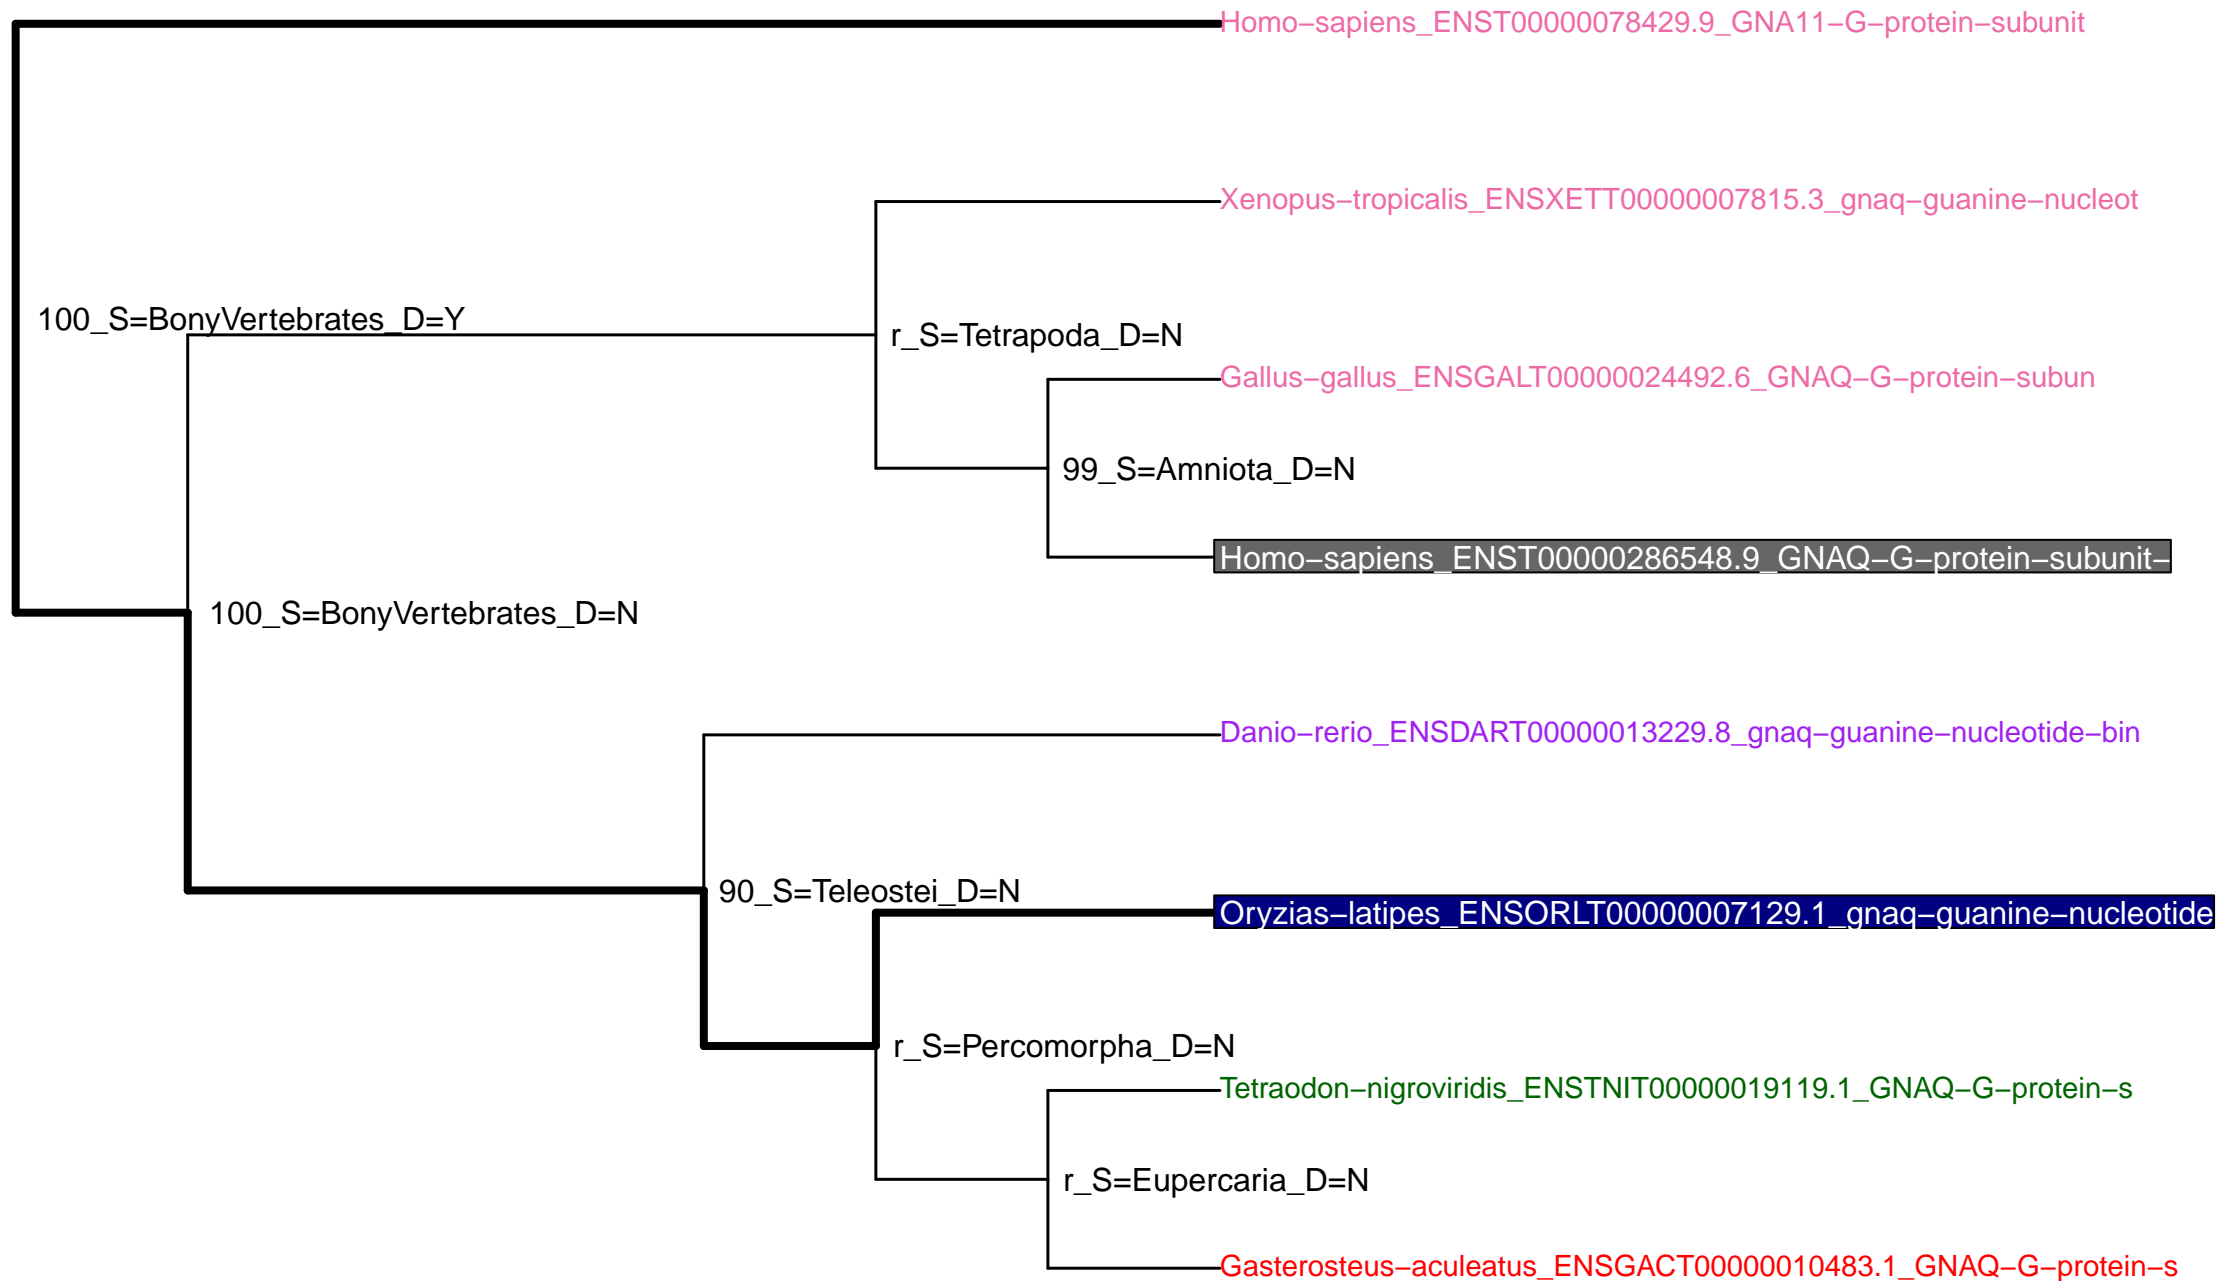 Homo−sapiens_ENST00000078429.9_GNA11−G−protein−subunit
Xenopus−tropicalis_ENSXETT00000007815.3_gnaq−guanine−nucleot
100_S=BonyVertebrates_D=Y
r_S=Tetrapoda_D=N
Gallus−gallus_ENSGALT00000024492.6_GNAQ−G−protein−subun
99_S=Amniota_D=N
Homo−sapiens_ENST00000286548.9_GNAQ−G−protein−subunit−
100_S=BonyVertebrates_D=N
Danio−rerio_ENSDART00000013229.8_gnaq−guanine−nucleotide−bin
90_S=Teleostei_D=N
Oryzias−latipes_ENSORLT00000007129.1_gnaq−guanine−nucleotide
r_S=Percomorpha_D=N
Tetraodon−nigroviridis_ENSTNIT00000019119.1_GNAQ−G−protein−s
r_S=Eupercaria_D=N
Gasterosteus−aculeatus_ENSGACT00000010483.1_GNAQ−G−protein−s